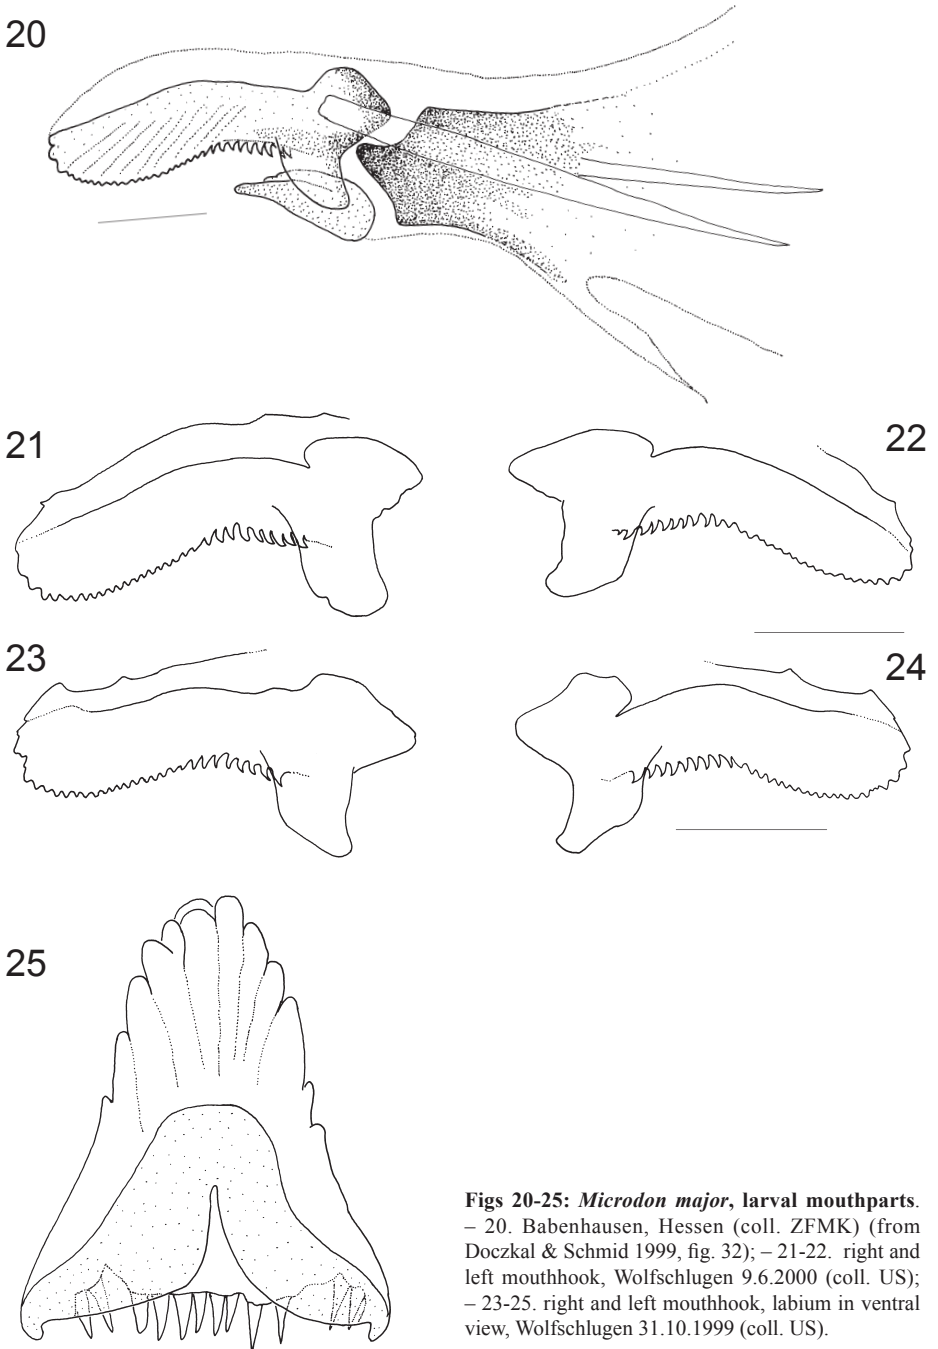 20
21
22
23
24
25
Figs 20-25: Microdon major, larval mouthparts.
– 20. Babenhausen, Hessen (coll. ZFMK) (from
Doczkal & Schmid 1999, fig. 32); – 21-22. right and
left mouthhook, Wolfschlugen 9.6.2000 (coll. US);
– 23-25. right and left mouthhook, labium in ventral
view, Wolfschlugen 31.10.1999 (coll. US).